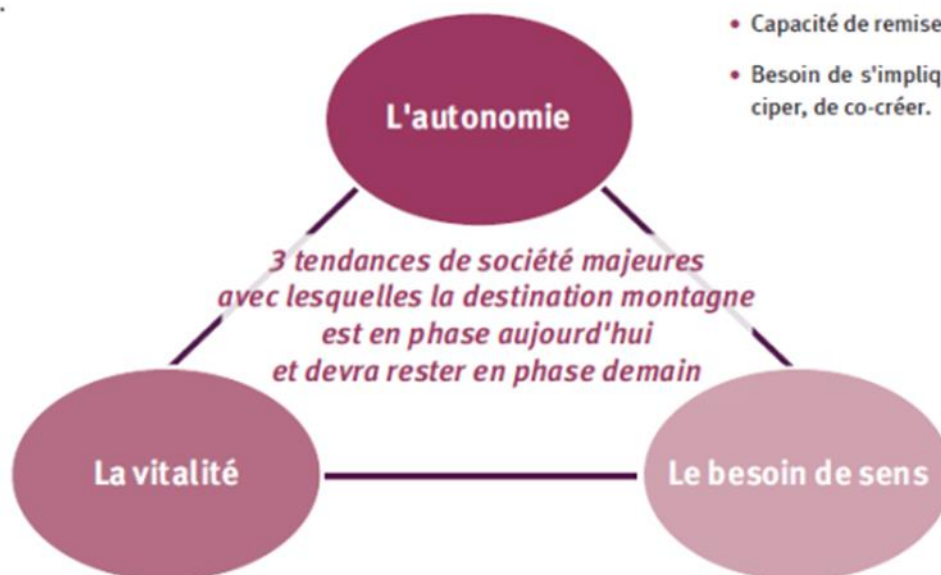 • Capacité de remise
• Besoin de s'impliq
ciper, de co-créer.
L'autonomie
3 tendances de société majeures
avec lesquelles la destination montagne
est en phase aujourd'hui
et devra rester en phase demain
La vitalité
Le besoin de sens